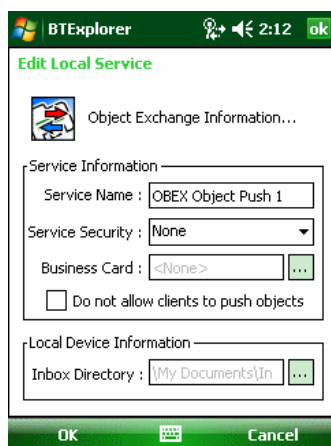 BTExplorer 2:12 ok
Edit Local Service
Object Exchange Information...
Service Information
Service Name : OBEX Object Push 1
Service Security : None
Business Card : <None> ...
Do not allow clients to push objects
Local Device Information
Inbox Directory : \My Documents\In ...
OK Cancel